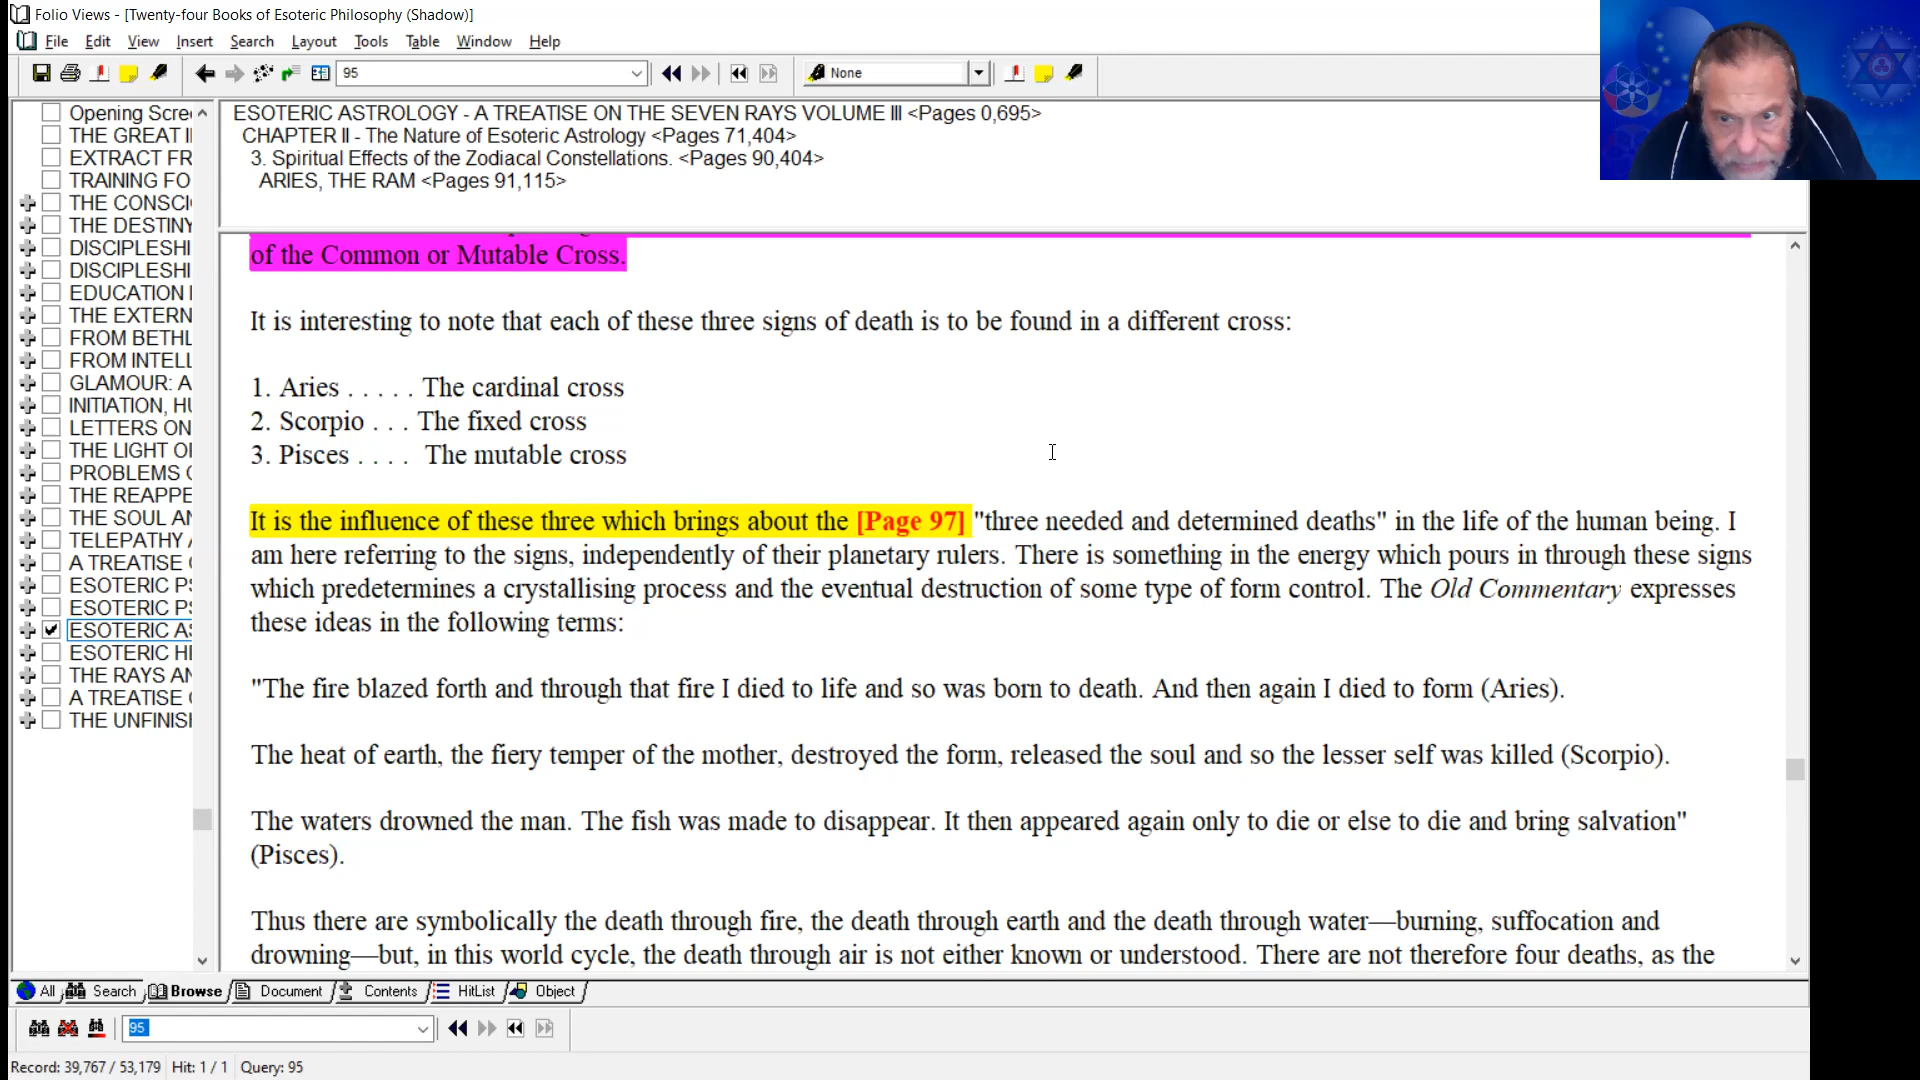 Folio Views - [Twenty-four Books of Esoteric Philosophy (Shadow)]
File Edit View Insert Search Layout Tools Table Window Help
95
None
Opening Scre
THE GREAT I
EXTRACT FR
TRAINING FO
THE CONSCI
THE DESTINY
DISCIPLESHI
DISCIPLESHI
EDUCATION I
THE EXTERN
FROM BETHL
FROM INTELL
GLAMOUR: A
INITIATION, HU
LETTERS ON
THE LIGHT OF
PROBLEMS O
THE REAPPE
THE SOUL AN
TELEPATHY A
A TREATISE O
ESOTERIC PS
ESOTERIC PS
ESOTERIC AS
ESOTERIC HE
THE RAYS AN
A TREATISE O
THE UNFINISH
ESOTERIC ASTROLOGY - A TREATISE ON THE SEVEN RAYS VOLUME III <Pages 0,695>
CHAPTER II - The Nature of Esoteric Astrology <Pages 71,404>
3. Spiritual Effects of the Zodiacal Constellations. <Pages 90,404>
ARIES, THE RAM <Pages 91,115>
of the Common or Mutable Cross.
It is interesting to note that each of these three signs of death is to be found in a different cross:
1. Aries . . . . . The cardinal cross
2. Scorpio . . . The fixed cross
3. Pisces . . . . The mutable cross
It is the influence of these three which brings about the [Page 97] "three needed and determined deaths" in the life of the human being. I
am here referring to the signs, independently of their planetary rulers. There is something in the energy which pours in through these signs
which predetermines a crystallising process and the eventual destruction of some type of form control. The Old Commentary expresses
these ideas in the following terms:
"The fire blazed forth and through that fire I died to life and so was born to death. And then again I died to form (Aries).
The heat of earth, the fiery temper of the mother, destroyed the form, released the soul and so the lesser self was killed (Scorpio).
The waters drowned the man. The fish was made to disappear. It then appeared again only to die or else to die and bring salvation"
(Pisces).
Thus there are symbolically the death through fire, the death through earth and the death through water—burning, suffocation and
drowning—but, in this world cycle, the death through air is not either known or understood. There are not therefore four deaths, as the
All Search Browse Document Contents HitList Object
95
Record: 39,767 / 53,179 Hit: 1 / 1 Query: 95